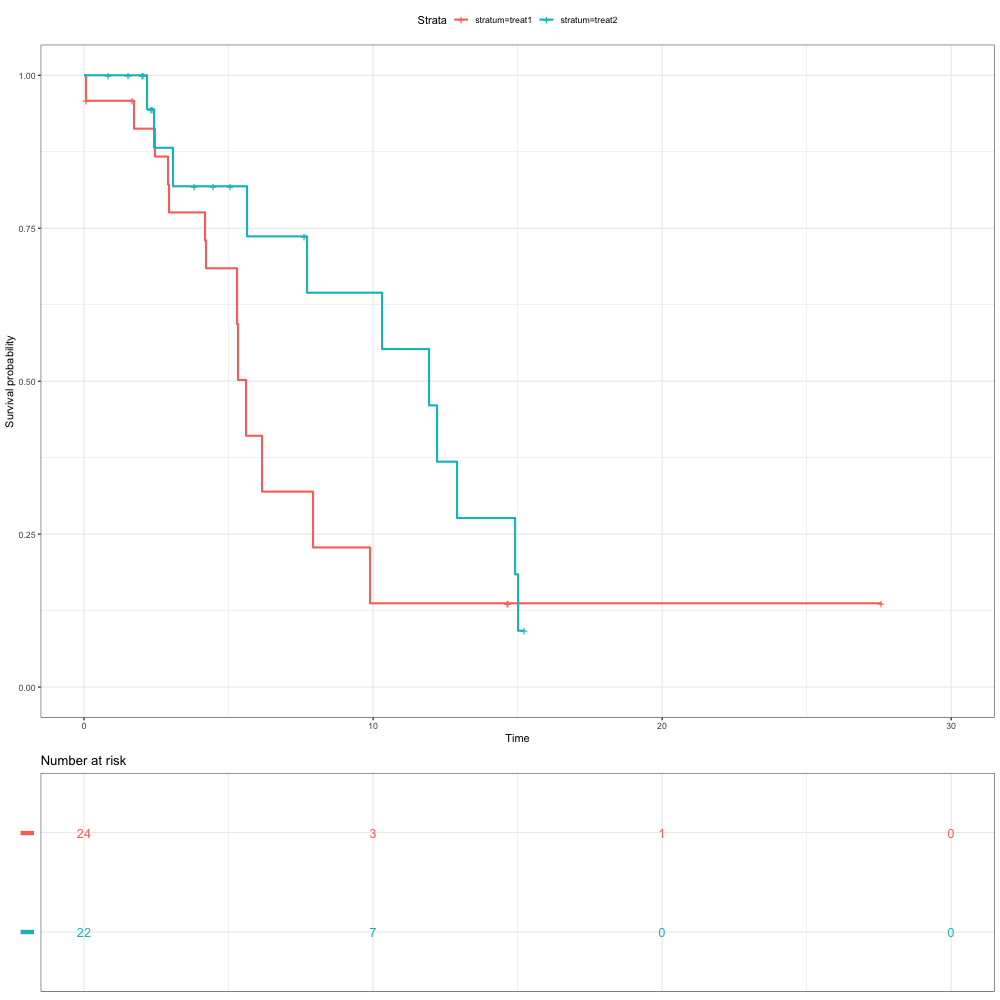 Strata stratum=treat1 stratum=treat2
1.00
0.75
0.50
0.25
0.00
Survival probability
0 10 20 30
Time
Number at risk
24 3 1 0
22 7 0 0